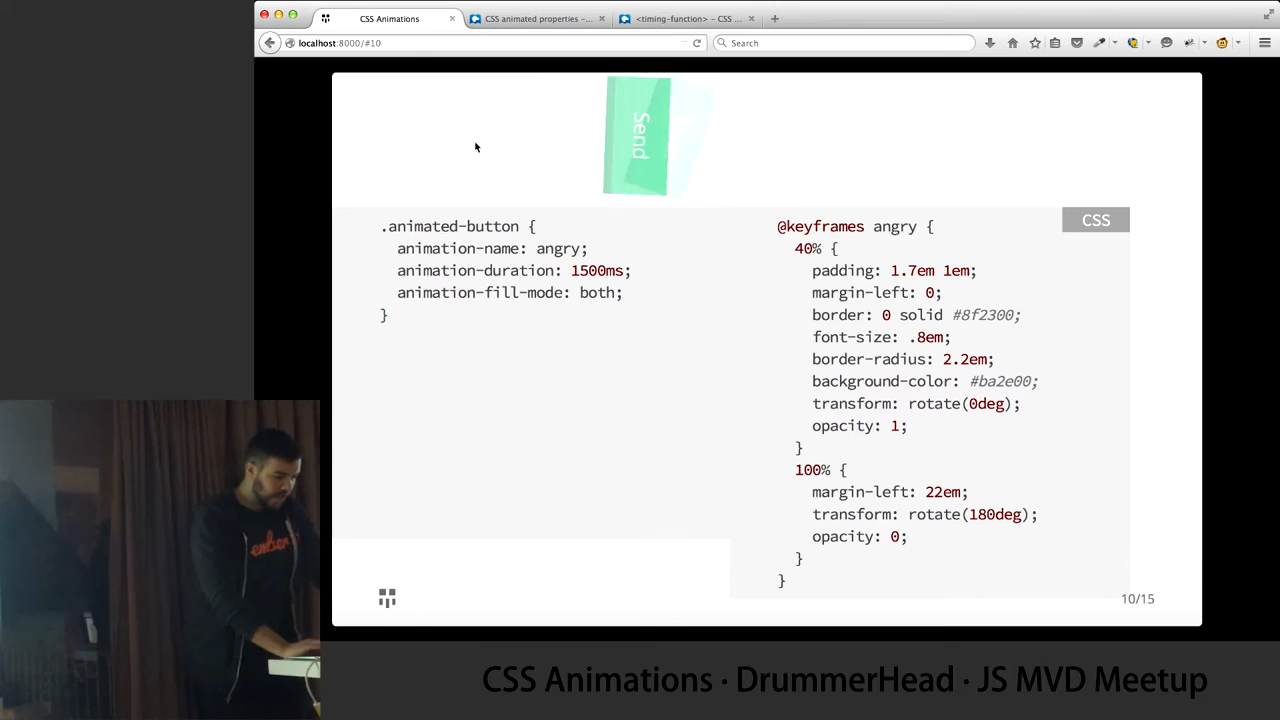 CSS Animations
CSS animated properties -...
<timing-function> – CSS ...
localhost:8000/#10
Search
Send
.animated-button {
animation-name: angry;
animation-duration: 1500ms;
animation-fill-mode: both;
}
CSS
@keyframes angry {
40% {
padding: 1.7em 1em;
margin-left: 0;
border: 0 solid #8f2300;
font-size: .8em;
border-radius: 2.2em;
background-color: #ba2e00;
transform: rotate(0deg);
opacity: 1;
}
100% {
margin-left: 22em;
transform: rotate(180deg);
opacity: 0;
}
}
10/15
ember
CSS Animations · DrummerHead · JS MVD Meetup